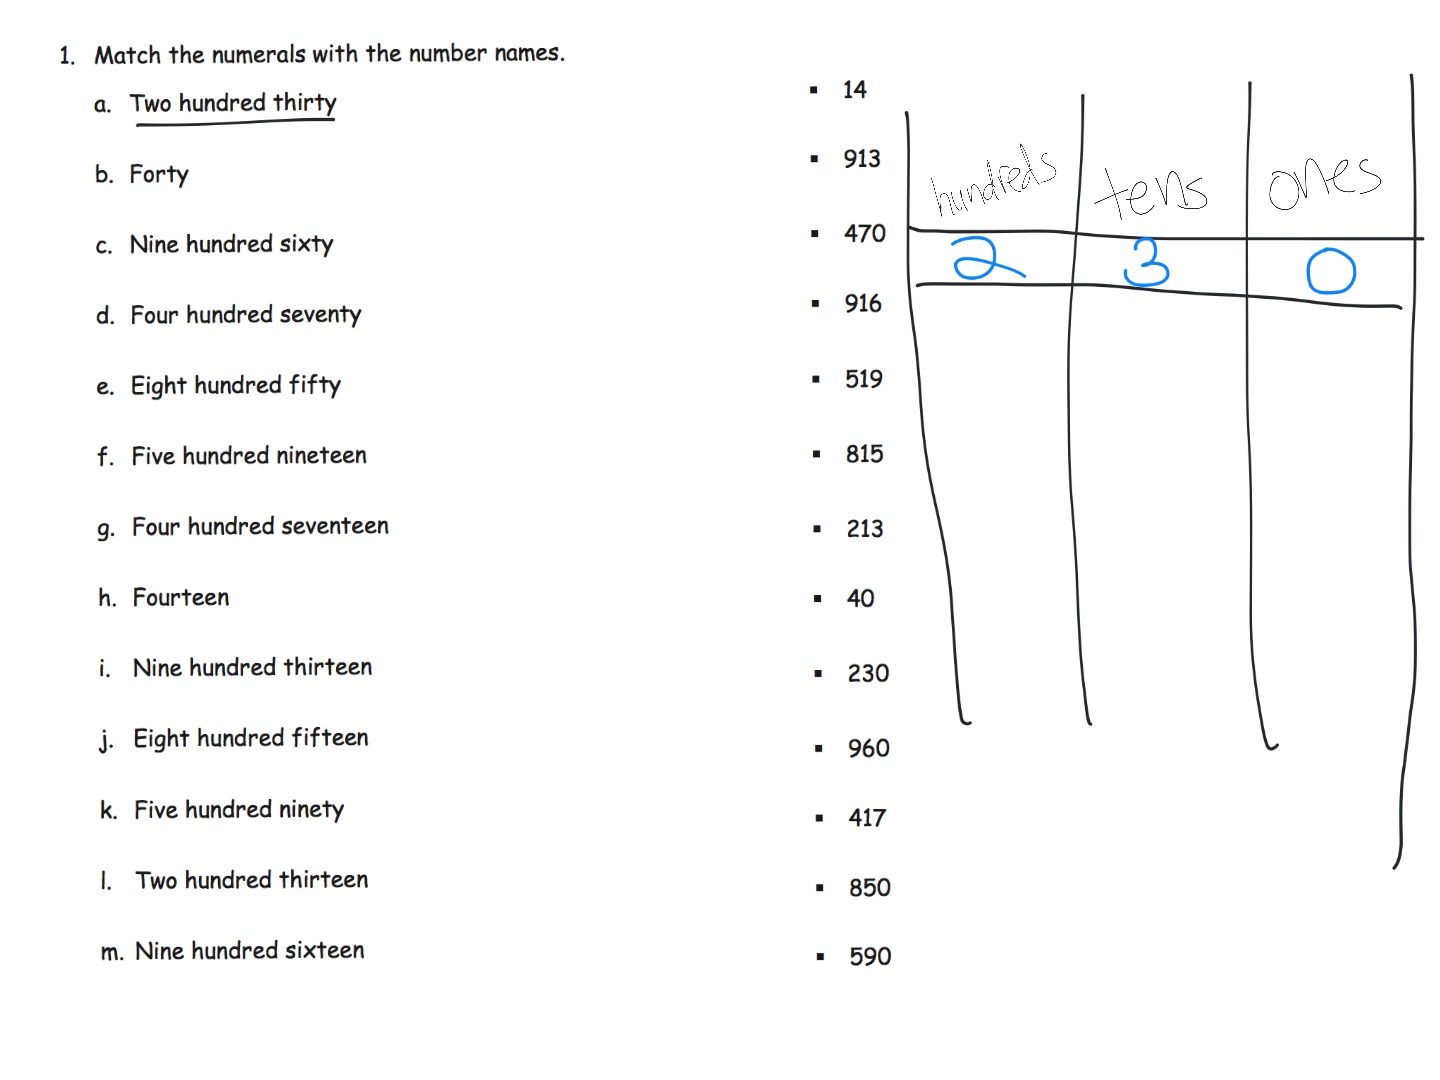 1. Match the numerals with the number names.
a. Two hundred thirty
b. Forty
c. Nine hundred sixty
d. Four hundred seventy
e. Eight hundred fifty
f. Five hundred nineteen
g. Four hundred seventeen
h. Fourteen
i. Nine hundred thirteen
j. Eight hundred fifteen
k. Five hundred ninety
l. Two hundred thirteen
m. Nine hundred sixteen
▪ 14
▪ 913
▪ 470
▪ 916
▪ 519
▪ 815
▪ 213
▪ 40
▪ 230
▪ 960
▪ 417
▪ 850
▪ 590
hundreds tens ones
2 3 0